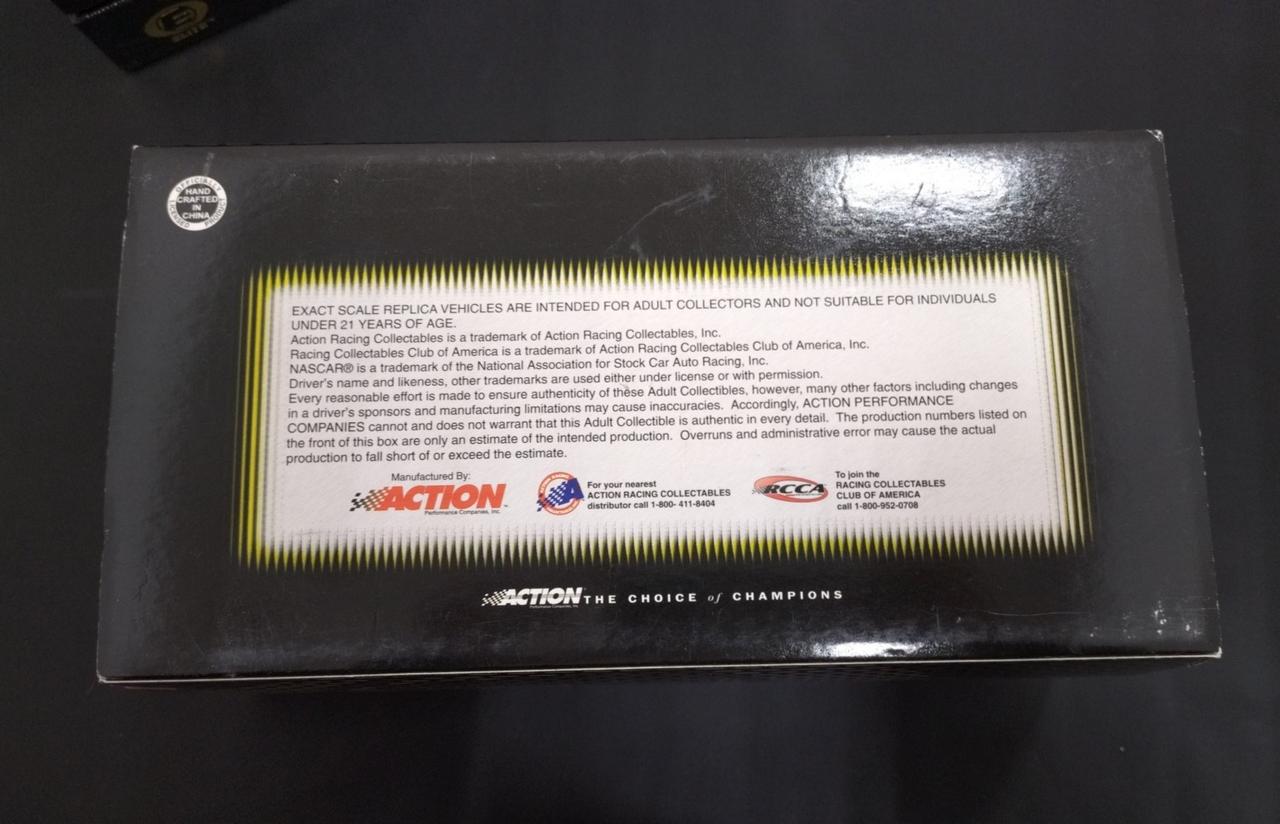 ELITE
OFFICIALLY
HAND
CRAFTED
IN
CHINA
LICENSED PRODUCT
EXACT SCALE REPLICA VEHICLES ARE INTENDED FOR ADULT COLLECTORS AND NOT SUITABLE FOR INDIVIDUALS
UNDER 21 YEARS OF AGE.
Action Racing Collectables is a trademark of Action Racing Collectables, Inc.
Racing Collectables Club of America is a trademark of Action Racing Collectables Club of America, Inc.
NASCAR® is a trademark of the National Association for Stock Car Auto Racing, Inc.
Driver's name and likeness, other trademarks are used either under license or with permission.
Every reasonable effort is made to ensure authenticity of these Adult Collectibles, however, many other factors including changes
in a driver's sponsors and manufacturing limitations may cause inaccuracies. Accordingly, ACTION PERFORMANCE
COMPANIES cannot and does not warrant that this Adult Collectible is authentic in every detail. The production numbers listed on
the front of this box are only an estimate of the intended production. Overruns and administrative error may cause the actual
production to fall short of or exceed the estimate.
Manufactured By:
ACTION
Performance Companies, Inc.
For your nearest
ACTION RACING COLLECTABLES
distributor call 1-800- 411-8404
RCCA
To join the
RACING COLLECTABLES
CLUB OF AMERICA
call 1-800-952-0708
ACTION THE CHOICE of CHAMPIONS
Performance Companies, Inc.